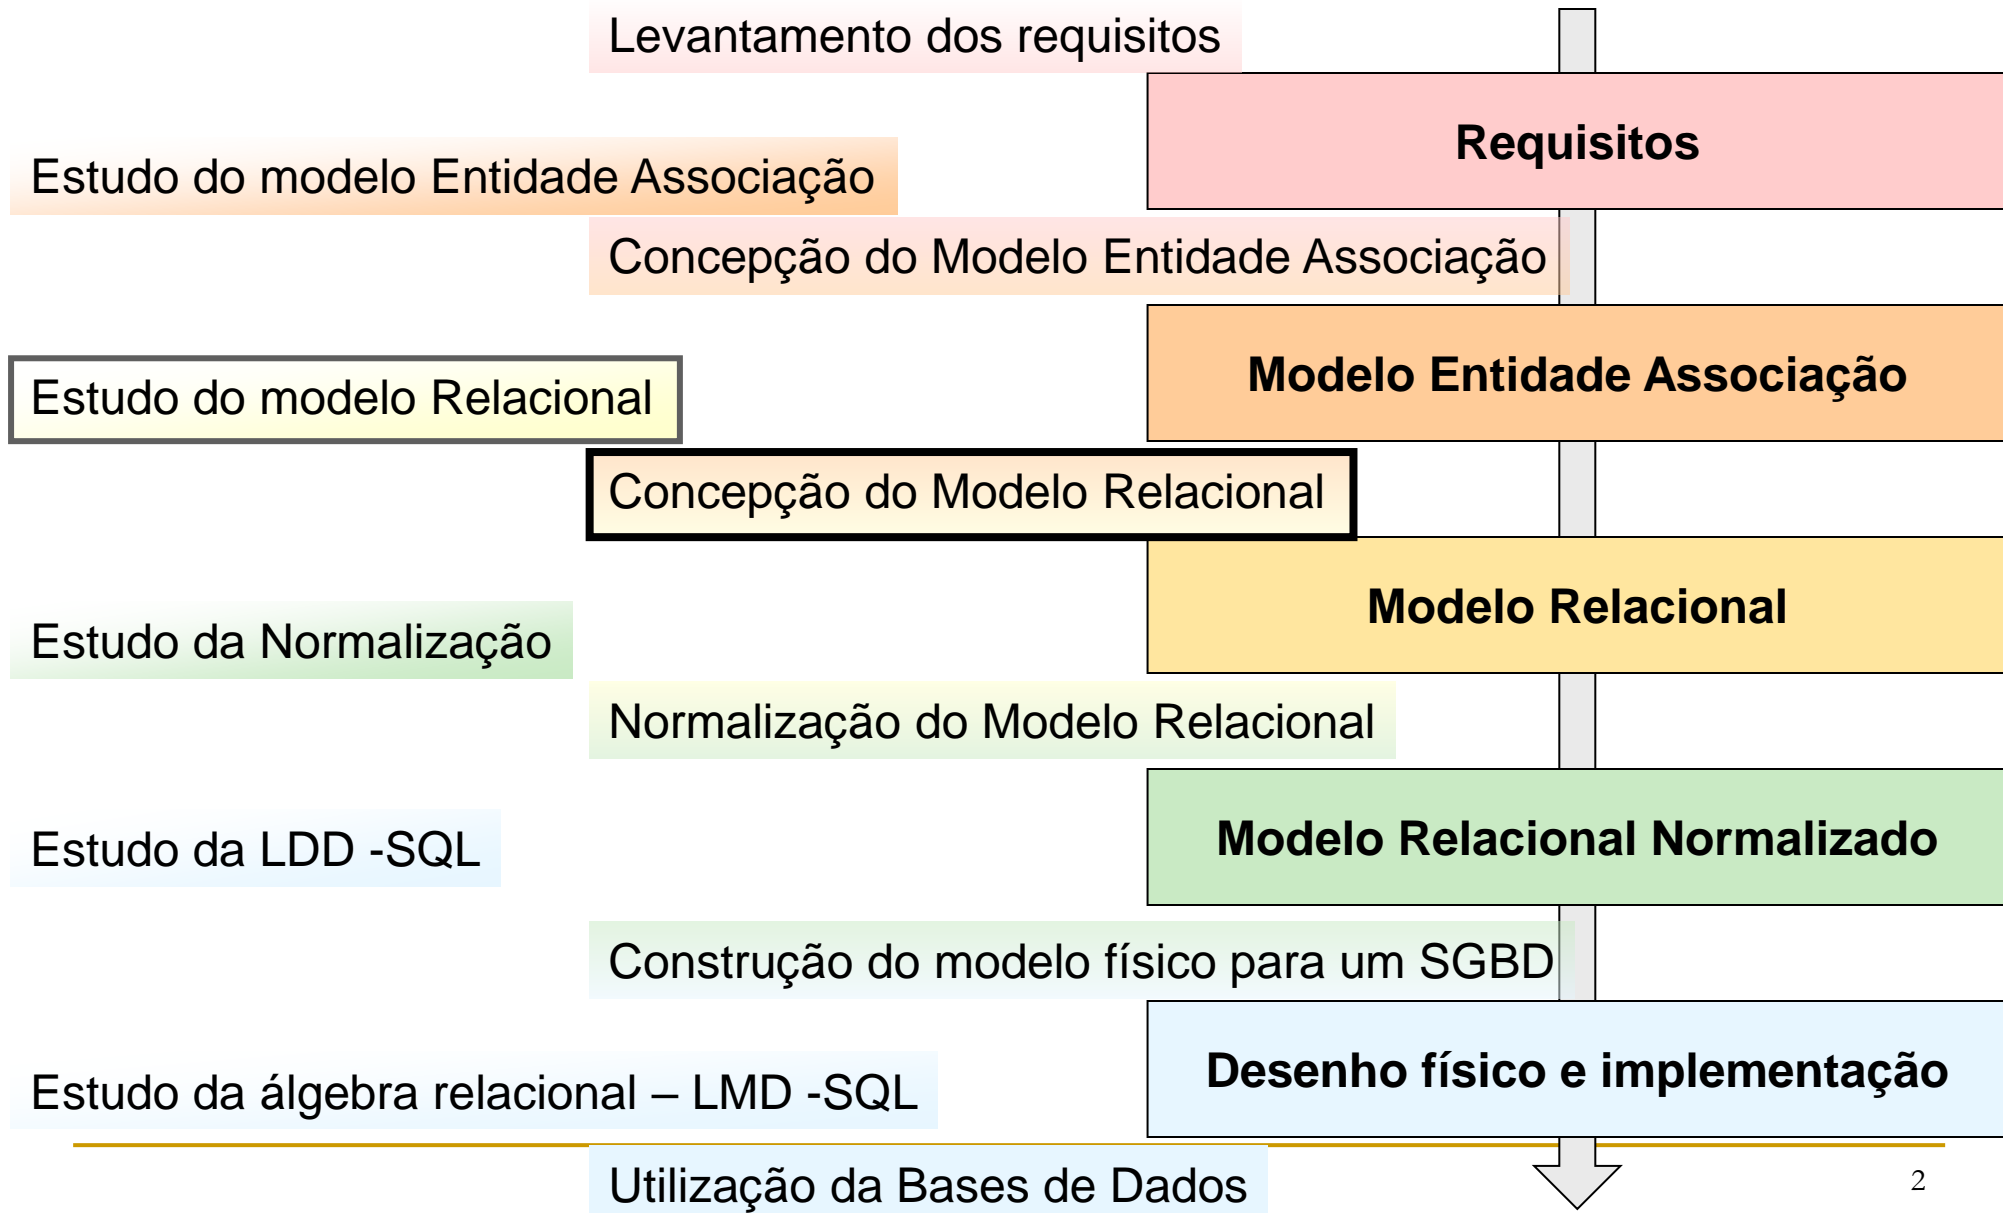 Levantamento dos requisitos
Requisitos
Estudo do modelo Entidade Associação
Concepção do Modelo Entidade Associação
Modelo Entidade Associação
Estudo do modelo Relacional
Concepção do Modelo Relacional
Modelo Relacional
Estudo da Normalização
Normalização do Modelo Relacional
Modelo Relacional Normalizado
Estudo da LDD -SQL
Construção do modelo físico para um SGBD
Desenho físico e implementação
Estudo da álgebra relacional – LMD -SQL
Utilização da Bases de Dados
2